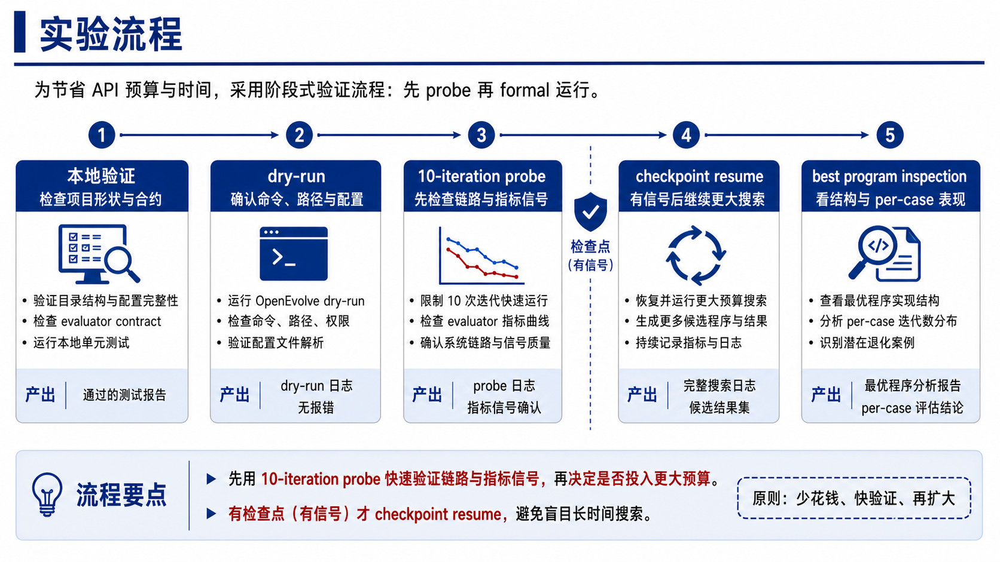 实验流程
为节省 API 预算与时间，采用阶段式验证流程：先 probe 再 formal 运行。
1
2
3
4
5
本地验证
检查项目形状与合约
• 验证目录结构与配置完整性
• 检查 evaluator contract
• 运行本地单元测试
产出
通过的测试报告
dry-run
确认命令、路径与配置
• 运行 OpenEvolve dry-run
• 检查命令、路径、权限
• 验证配置文件解析
产出
dry-run 日志
无报错
10-iteration probe
先检查链路与指标信号
• 限制 10 次迭代快速运行
• 检查 evaluator 指标曲线
• 确认系统链路与信号质量
产出
probe 日志
指标信号确认
检查点
（有信号）
checkpoint resume
有信号后继续更大搜索
• 恢复并运行更大预算搜索
• 生成更多候选程序与结果
• 持续记录指标与日志
产出
完整搜索日志
候选结果集
best program inspection
看结构与 per-case 表现
</>
• 查看最优程序实现结构
• 分析 per-case 迭代数分布
• 识别潜在退化案例
产出
最优程序分析报告
per-case 评估结论
流程要点
▶ 先用 10-iteration probe 快速验证链路与指标信号，再决定是否投入更大预算。
▶ 有检查点（有信号）才 checkpoint resume，避免盲目长时间搜索。
原则：少花钱、快验证、再扩大